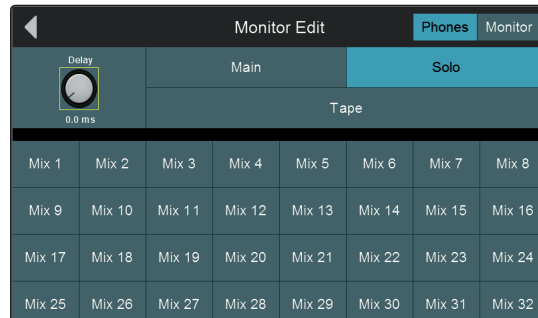 Monitor Edit Phones Monitor
Delay Main Solo
0.0 ms Tape
Mix 1 Mix 2 Mix 3 Mix 4 Mix 5 Mix 6 Mix 7 Mix 8
Mix 9 Mix 10 Mix 11 Mix 12 Mix 13 Mix 14 Mix 15 Mix 16
Mix 17 Mix 18 Mix 19 Mix 20 Mix 21 Mix 22 Mix 23 Mix 24
Mix 25 Mix 26 Mix 27 Mix 28 Mix 29 Mix 30 Mix 31 Mix 32